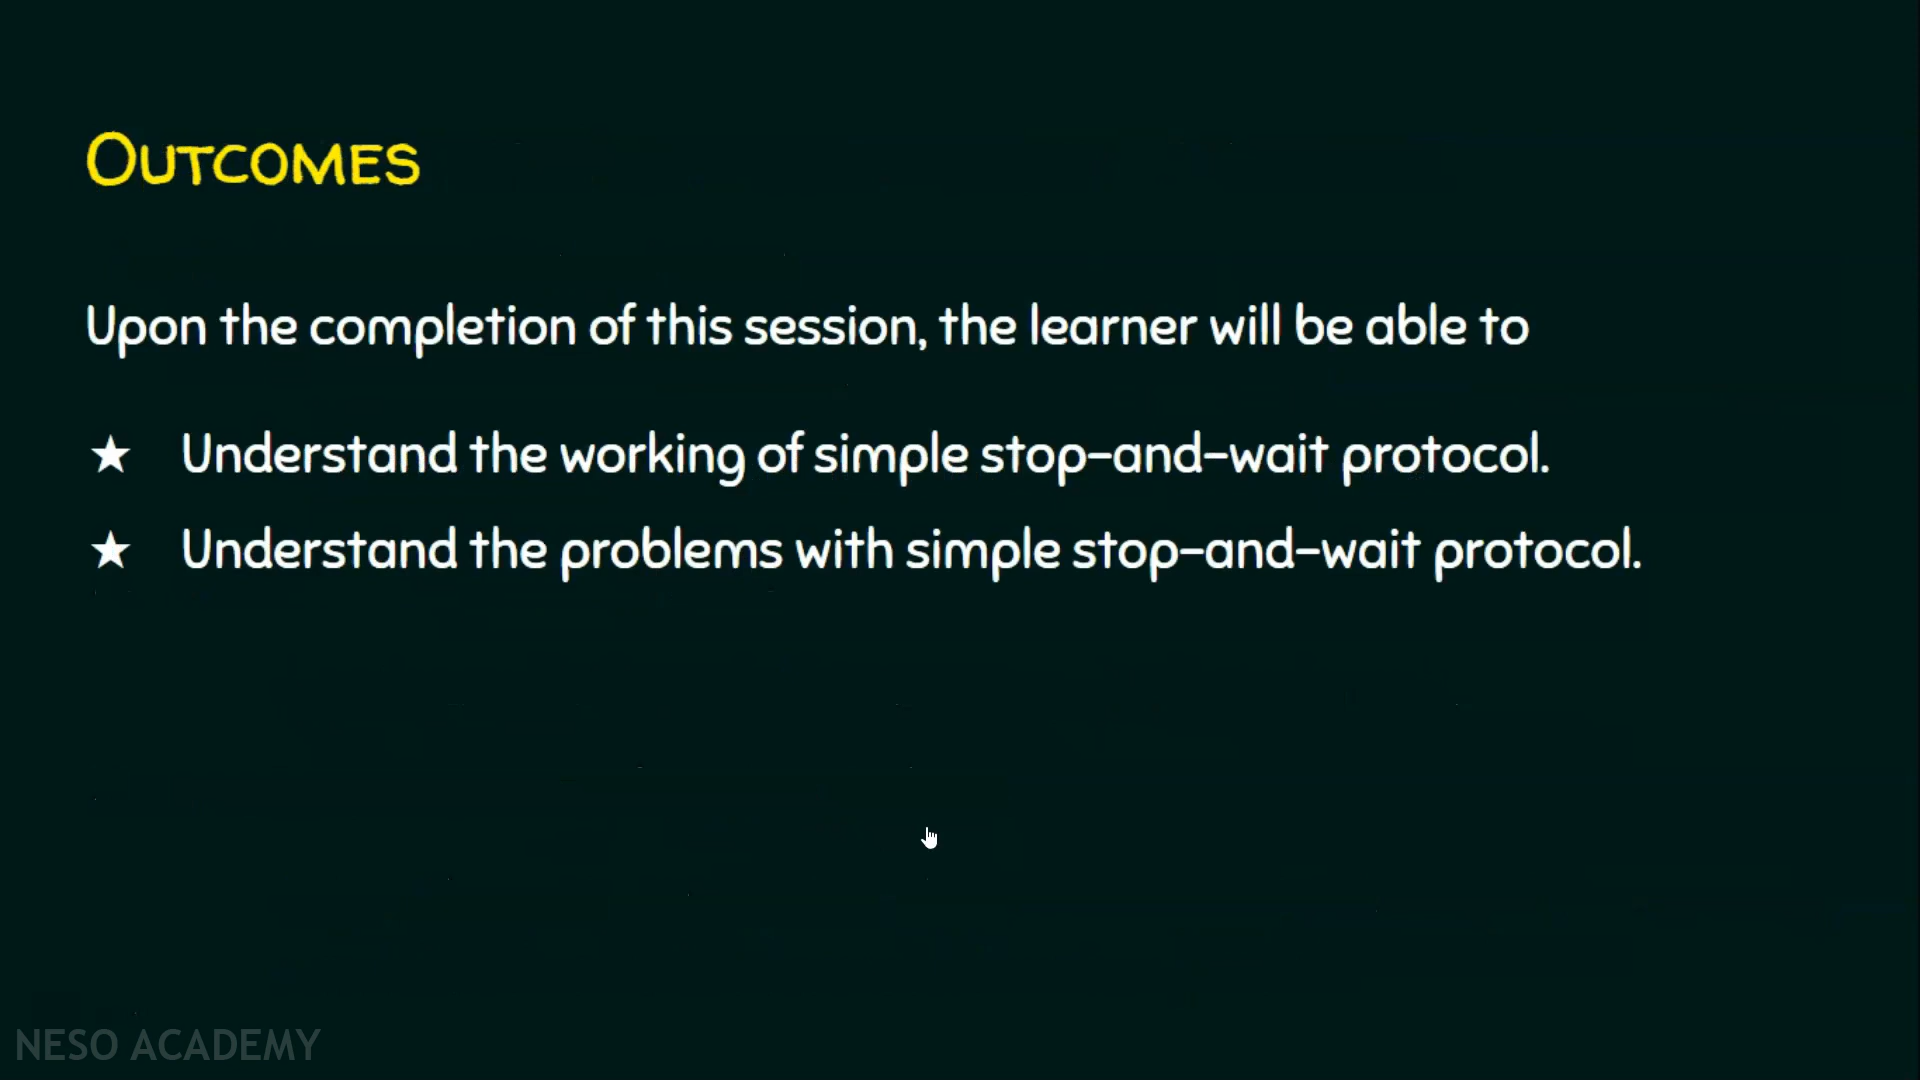 OUTCOMES
Upon the completion of this session, the learner will be able to
★ Understand the working of simple stop-and-wait protocol.
★ Understand the problems with simple stop-and-wait protocol.
NESO ACADEMY